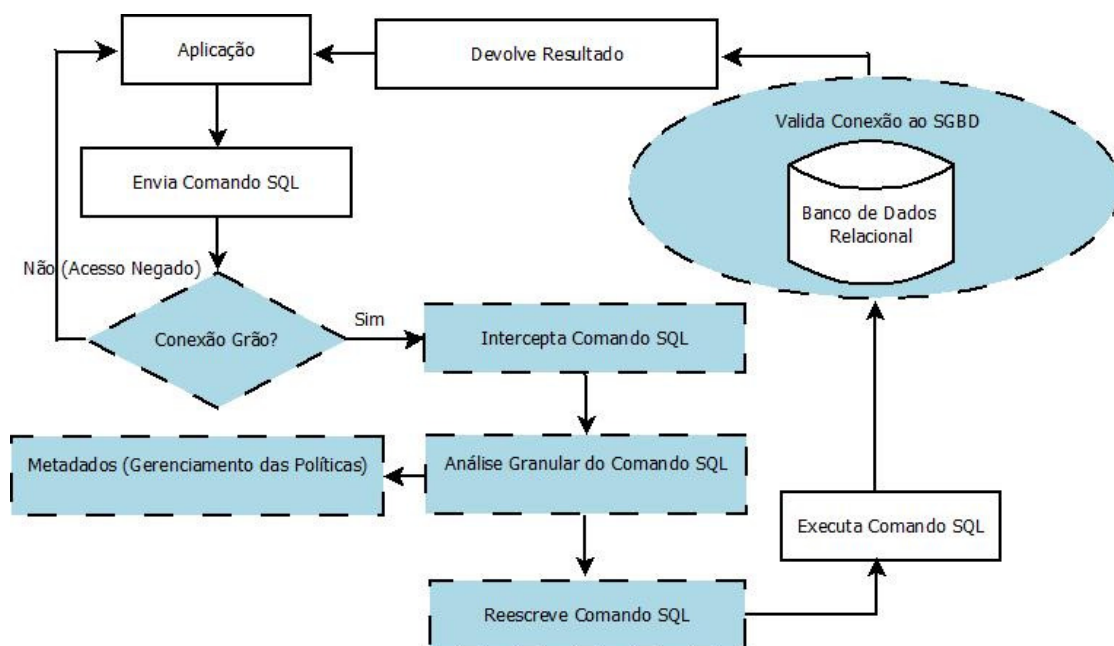 Aplicação
Devolve Resultado
Valida Conexão ao SGBD
Envia Comando SQL
Banco de Dados
Relacional
Não (Acesso Negado)
Conexão Grão?
Sim
Intercepta Comando SQL
Metadados (Gerenciamento das Políticas)
Análise Granular do Comando SQL
Executa Comando SQL
Reescreve Comando SQL